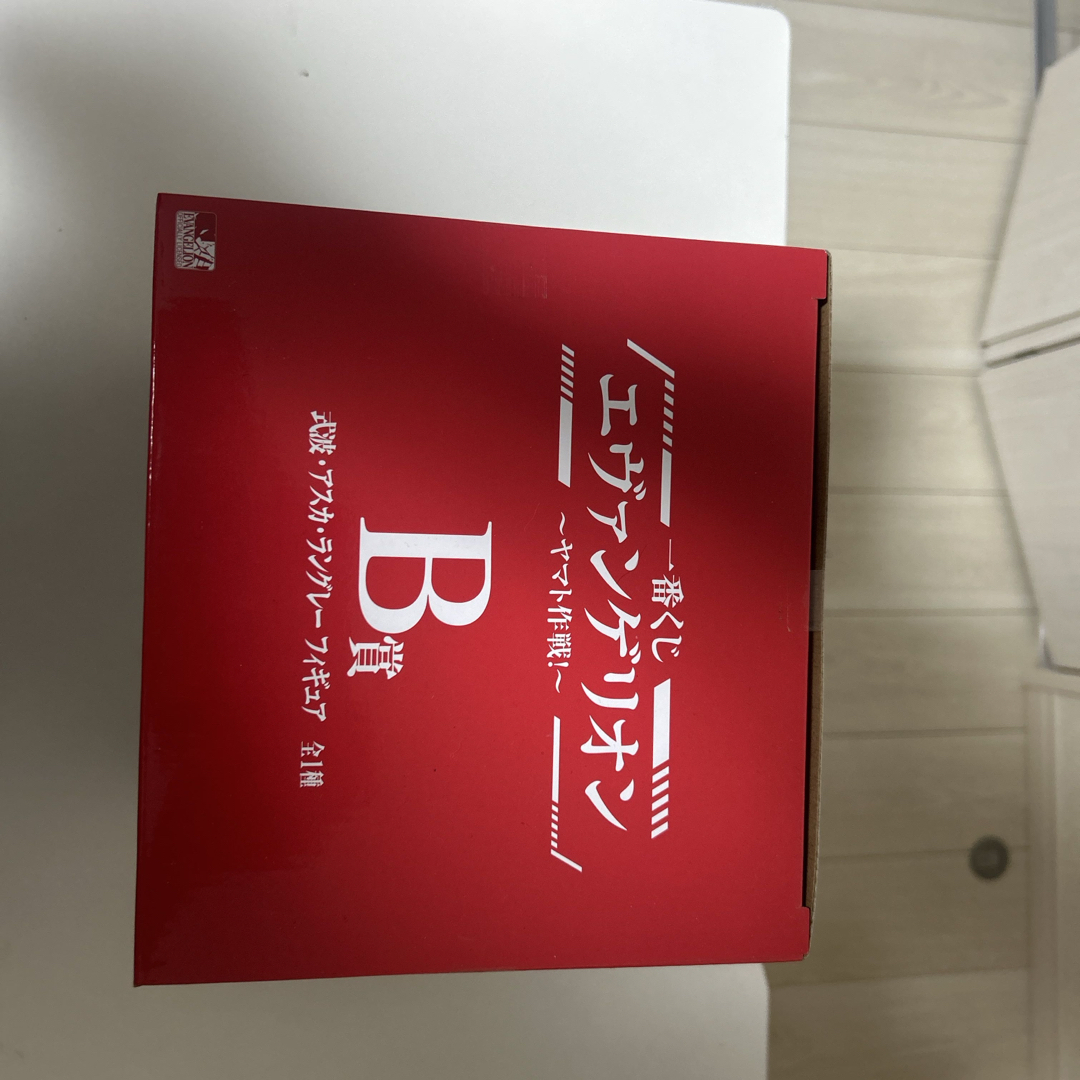 一番くじ
エヴァンゲリオン
~ヤマト作戦!~
B賞
式波・アスカ・ラングレー フィギュア 全1種
EVANGELION